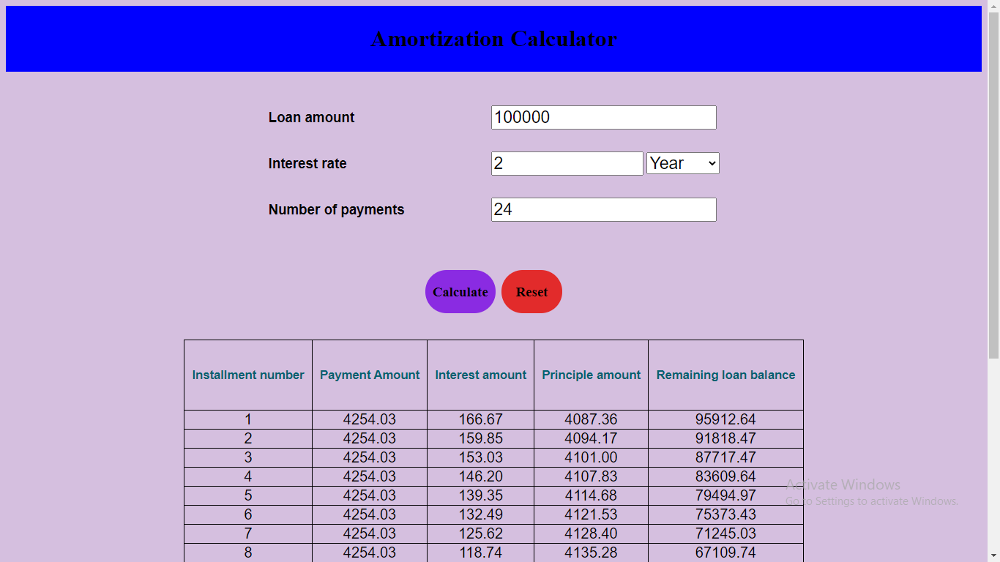 Amortization Calculator
Loan amount 100000
Interest rate 2 Year
Number of payments 24
Calculate Reset
Installment number Payment Amount Interest amount Principle amount Remaining loan balance
1 4254.03 166.67 4087.36 95912.64
2 4254.03 159.85 4094.17 91818.47
3 4254.03 153.03 4101.00 87717.47
4 4254.03 146.20 4107.83 83609.64
5 4254.03 139.35 4114.68 79494.97
6 4254.03 132.49 4121.53 75373.43
7 4254.03 125.62 4128.40 71245.03
8 4254.03 118.74 4135.28 67109.74
Activate Windows
Go to Settings to activate Windows.